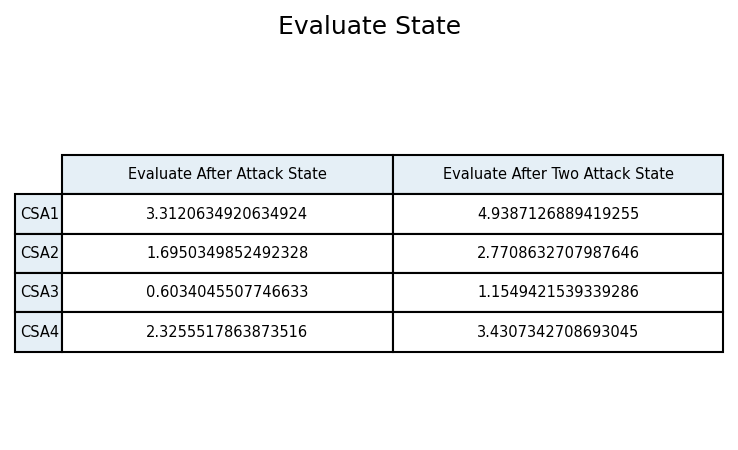 Evaluate State
Evaluate After Attack State Evaluate After Two Attack State
CSA1 3.3120634920634924 4.9387126889419255
CSA2 1.6950349852492328 2.7708632707987646
CSA3 0.6034045507746633 1.1549421539339286
CSA4 2.3255517863873516 3.4307342708693045